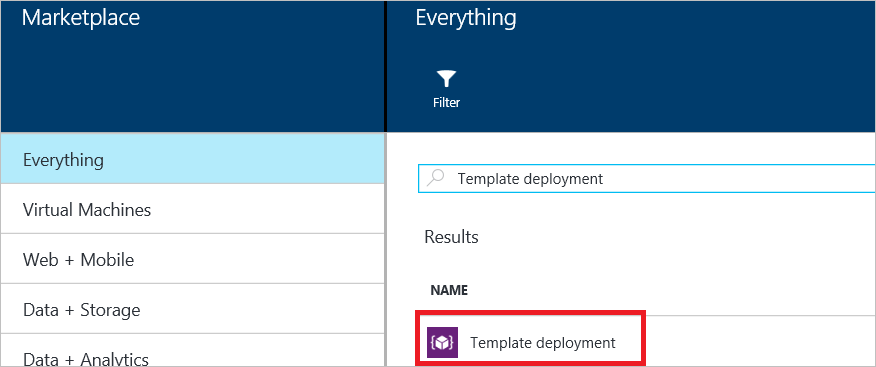 Marketplace
Everything
Virtual Machines
Web + Mobile
Data + Storage
Data + Analytics
Everything
Filter
Template deployment
Results
NAME
Template deployment